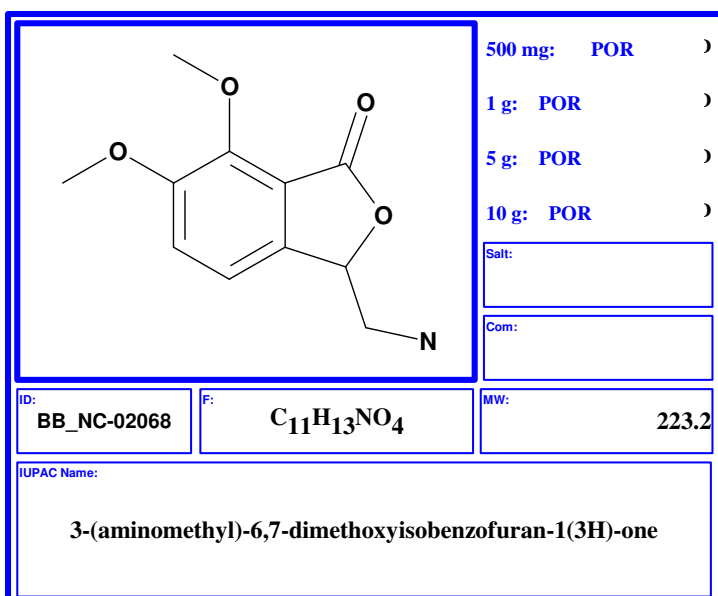 O
O
O
O
N
500 mg: POR
1 g: POR
5 g: POR
10 g: POR
Salt:
Com:
ID:
BB_NC-02068
F:
C11H13NO4
MW:
223.2
IUPAC Name:
3-(aminomethyl)-6,7-dimethoxyisobenzofuran-1(3H)-one